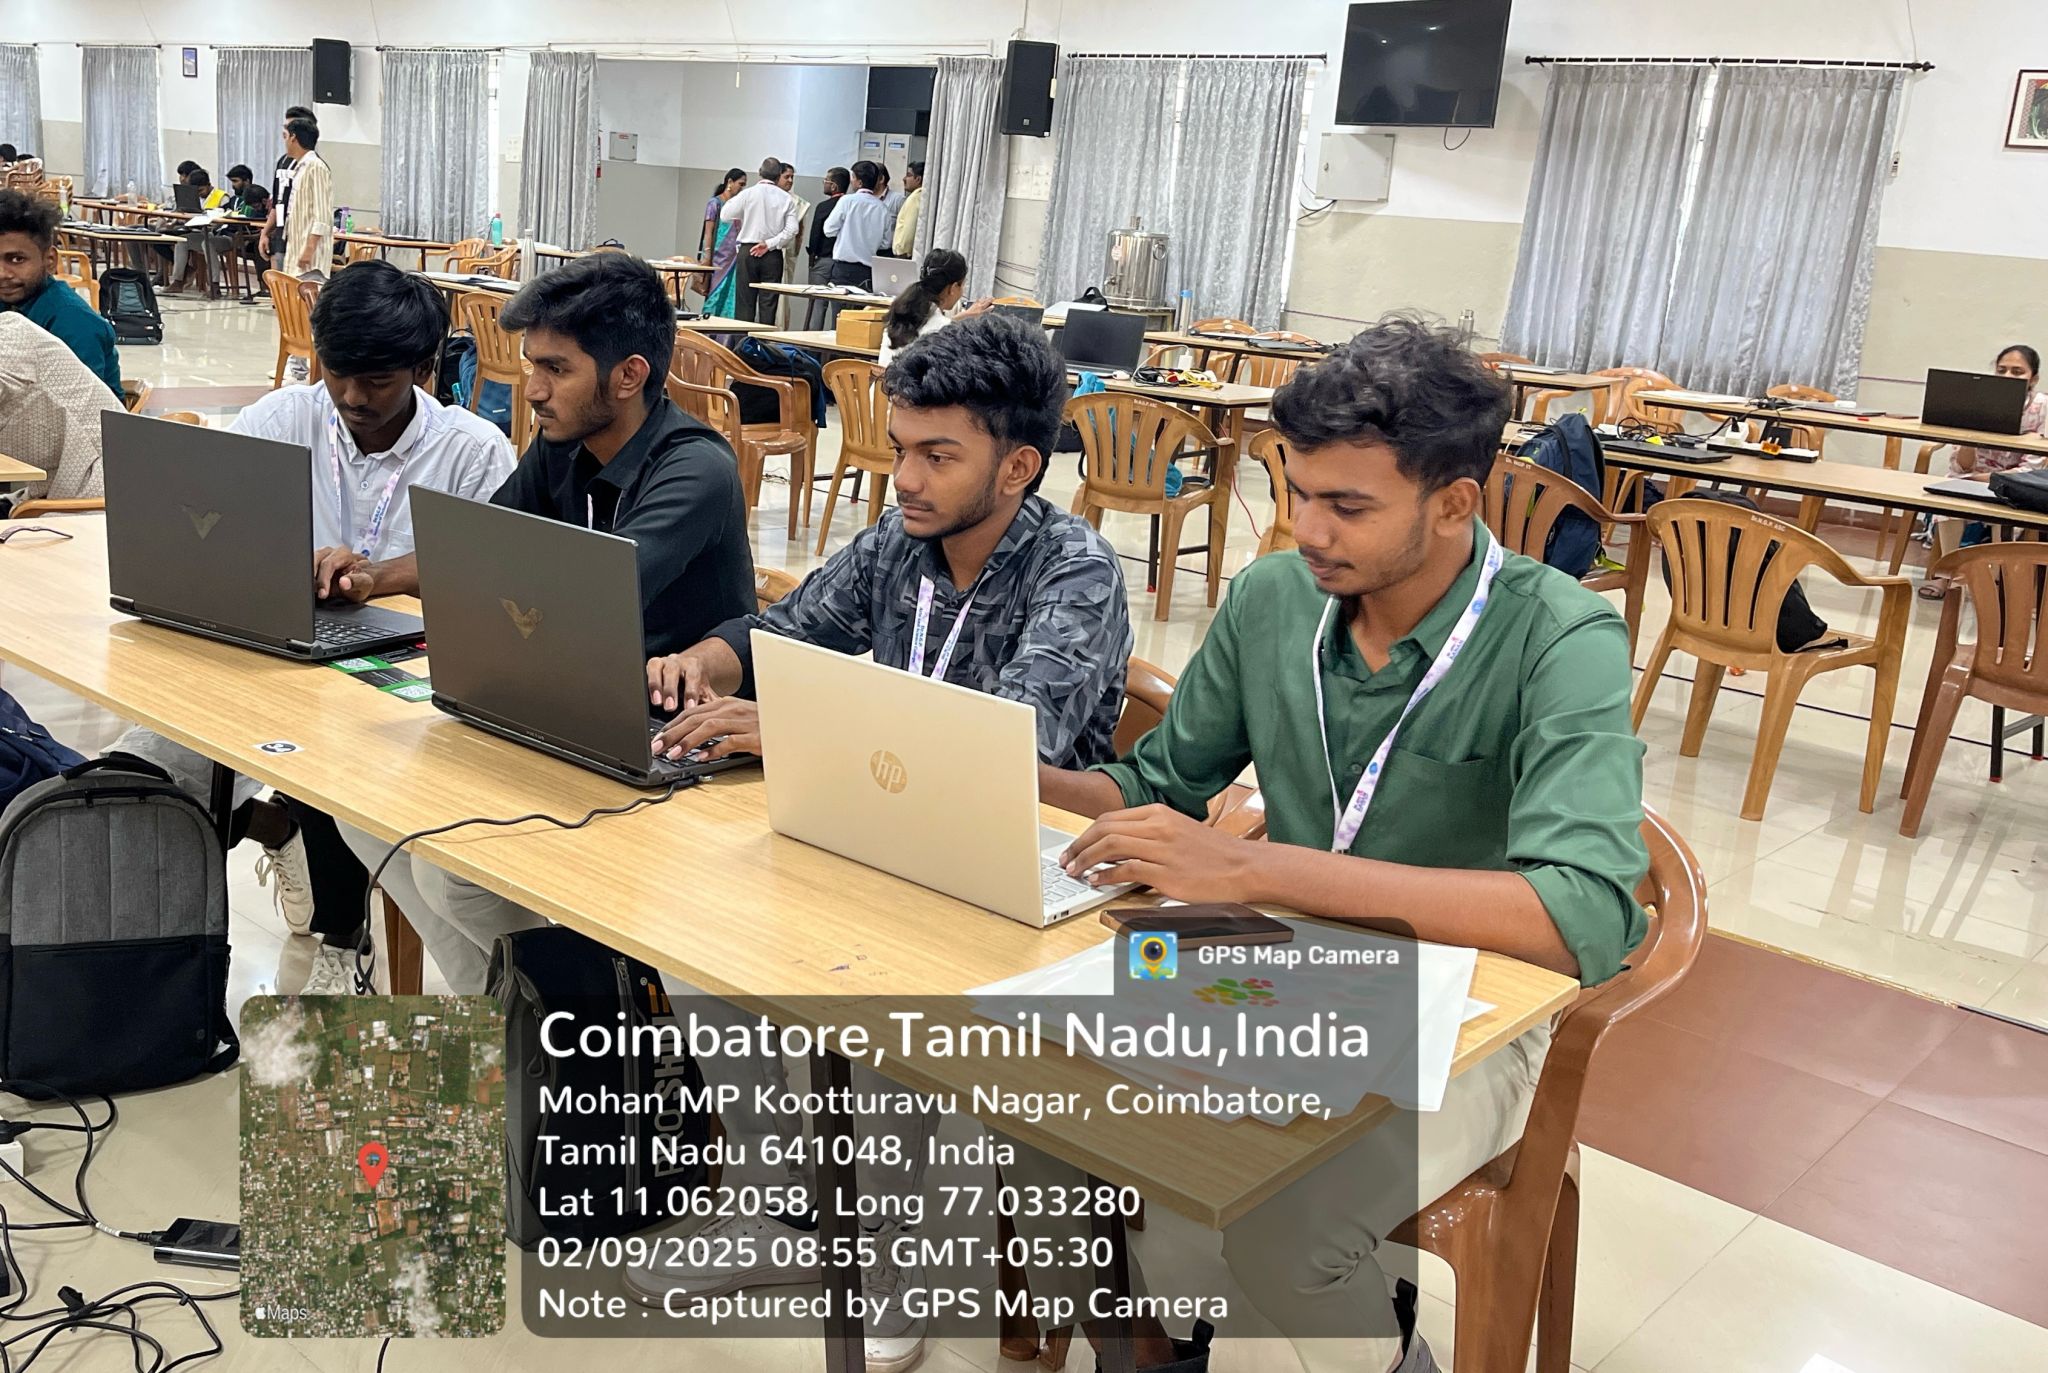 hp
GPS Map Camera
Coimbatore,Tamil Nadu,India
Mohan MP Kootturavu Nagar, Coimbatore,
Tamil Nadu 641048, India
Lat 11.062058, Long 77.033280
02/09/2025 08:55 GMT+05:30
Note : Captured by GPS Map Camera
Maps